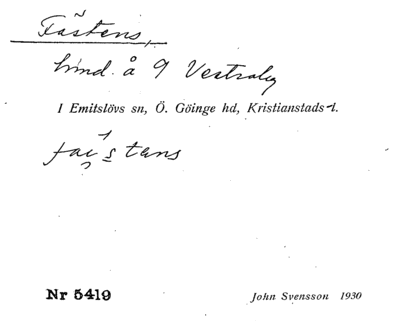 Fästens,
hmd. å 9 Vestraby
I Emitslövs sn, Ö. Göinge hd, Kristianstads l.
faistens
Nr 5419
John Svensson 1930